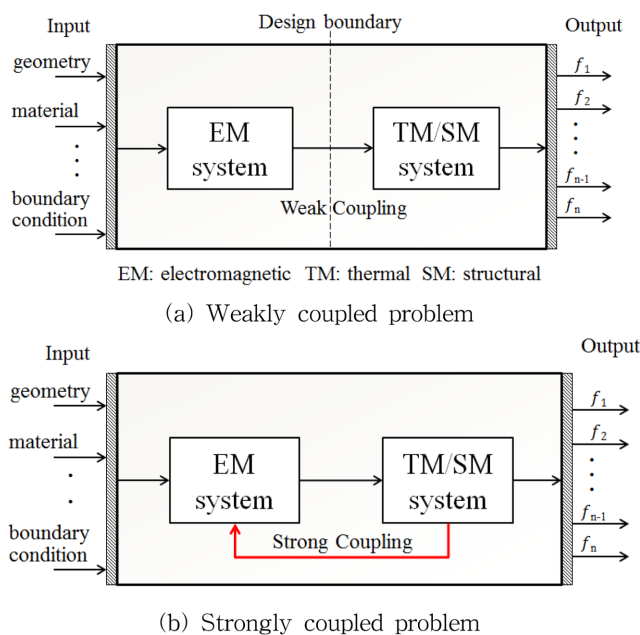 Input
Design boundary
Output
geometry
material
boundary
condition
EM
system
TM/SM
system
Weak Coupling
f1
f2
fn-1
fn
EM: electromagnetic TM: thermal SM: structural
(a) Weakly coupled problem
Input
Output
geometry
material
boundary
condition
EM
system
TM/SM
system
Strong Coupling
f1
f2
fn-1
fn
(b) Strongly coupled problem